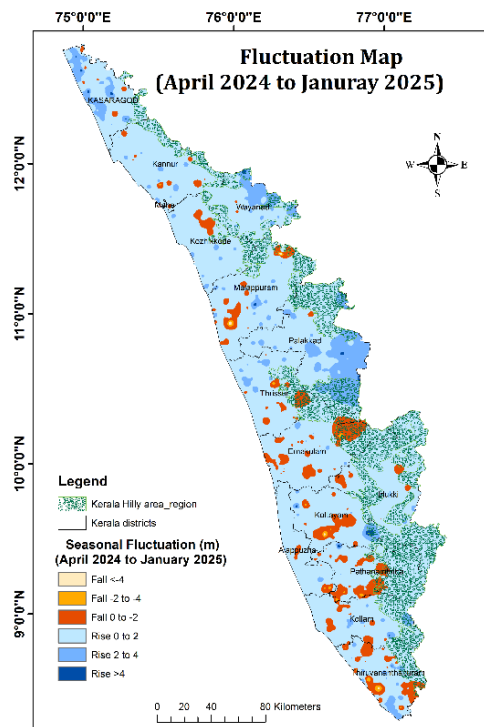 75°0'0"E 76°0'0"E 77°0'0"E
Fluctuation Map
(April 2024 to Januray 2025)
N
W E
S
12°0'0"N
11°0'0"N
10°0'0"N
9°0'0"N
KASARAGOD
Kannur
Mahe
Wayanad
Kozhikkode
Malappuram
Palakkad
Thrisser
Ernakulam
Idukki
Kottayam
Alappuzha
Pathanamthitta
Kollam
Thiruvananthapuram
Legend
Kerala Hilly area_region
Kerala districts
Seasonal Fluctuation (m)
(April 2024 to January 2025)
Fall <-4
Fall -2 to -4
Fall 0 to -2
Rise 0 to 2
Rise 2 to 4
Rise >4
0 20 40 80 Kilometers